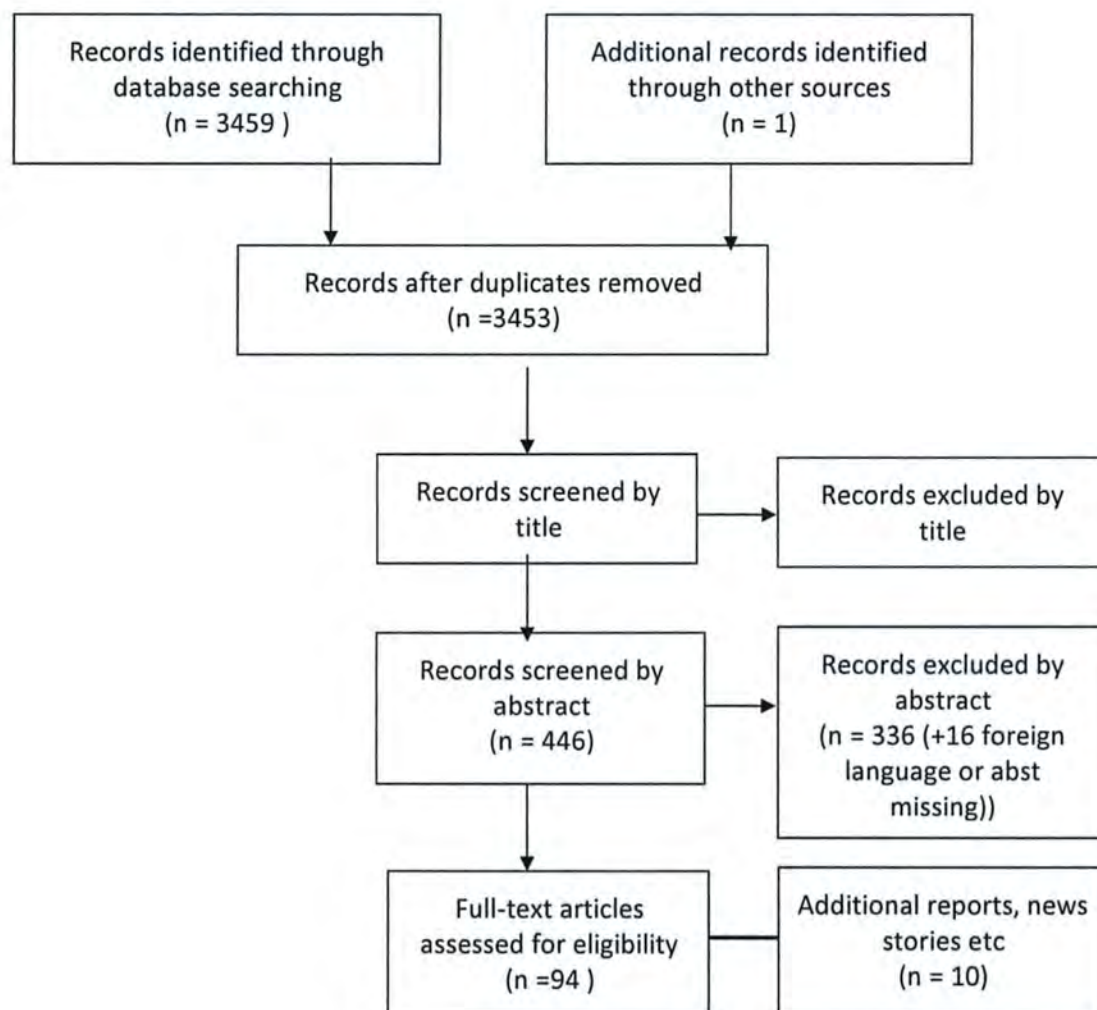 Records identified through
database searching
(n = 3459 )
Additional records identified
through other sources
(n = 1)
Records after duplicates removed
(n =3453)
Records screened by
title
Records excluded by
title
Records screened by
abstract
(n = 446)
Records excluded by
abstract
(n = 336 (+16 foreign
language or abst
missing))
Full-text articles
assessed for eligibility
(n =94 )
Additional reports, news
stories etc
(n = 10)